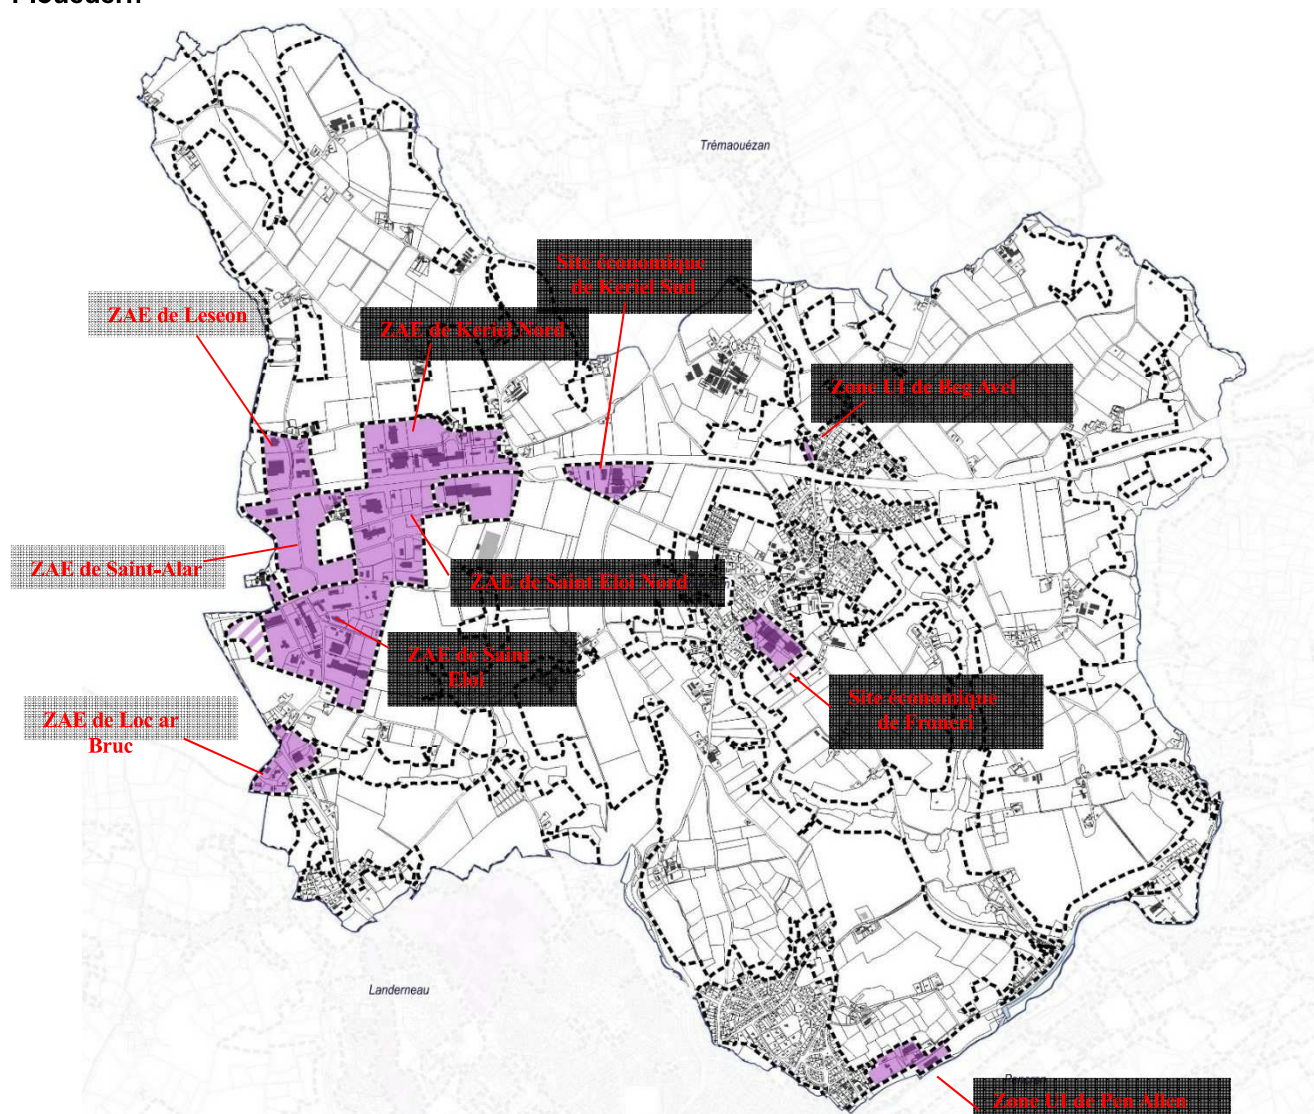 Plouédern
Trémaouézan
Site économique
de Keriel Sud
ZAE de Leseon
ZAE de Keriel Nord
Zone UI de Beg Avel
ZAE de Saint-Alar
ZAE de Saint Eloi Nord
ZAE de Saint
Eloi
Site économique
de Fruneri
ZAE de Loc ar
Bruc
Landerneau
Pencran
Zone UI de Pen Allen